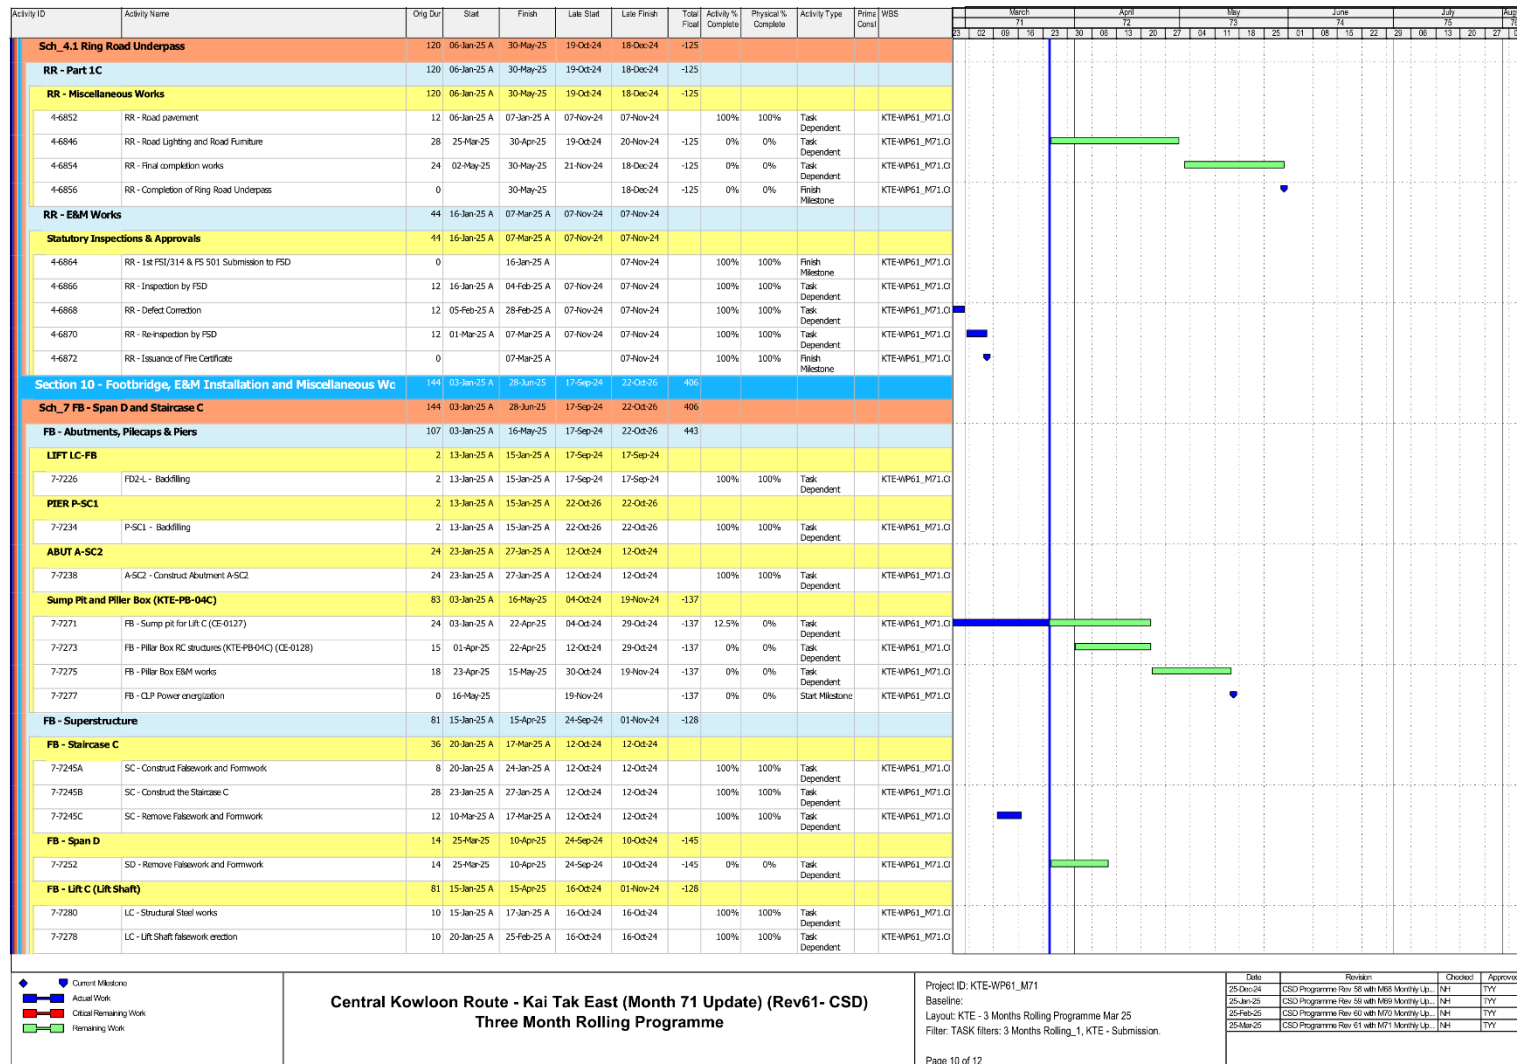 Activity ID Activity Name Orig Dur Start Finish Late Start Late Finish Total Float Activity % Complete Physical % Complete Activity Type WBS March April May June July
71 72 73 74 75
23 02 09 16 23 30 06 13 20 27 04 11 18 25 01 08 15 22 29 06 13 20 27
Sch_4.1 Ring Road Underpass 120 06-Jan-25 A 30-May-25 19-Oct-24 18-Dec-24 -125
RR - Part 1C 120 06-Jan-25 A 30-May-25 19-Oct-24 18-Dec-24 -125
RR - Miscellaneous Works 120 06-Jan-25 A 30-May-25 19-Oct-24 18-Dec-24 -125
4-6852 RR - Road pavement 12 06-Jan-25 A 07-Jan-25 A 07-Nov-24 07-Nov-24 100% 100% Task Dependent KTE-WP61_M71.
4-6846 RR - Road Lighting and Road Furniture 28 25-Mar-25 30-Apr-25 19-Oct-24 20-Nov-24 -125 0% 0% Task Dependent KTE-WP61_M71.
4-6854 RR - Final completion works 24 02-May-25 30-May-25 21-Nov-24 18-Dec-24 -125 0% 0% Task Dependent KTE-WP61_M71.
4-6856 RR - Completion of Ring Road Underpass 0 30-May-25 18-Dec-24 -125 0% 0% Finish Milestone KTE-WP61_M71.
RR - E&M Works 44 16-Jan-25 A 07-Mar-25 A 07-Nov-24 07-Nov-24
Statutory Inspections & Approvals 44 16-Jan-25 A 07-Mar-25 A 07-Nov-24 07-Nov-24
4-6864 RR - 1st FSI/314 & FS 501 Submission to FSD 0 16-Jan-25 A 07-Nov-24 100% 100% Finish Milestone KTE-WP61_M71.
4-6866 RR - Inspection by FSD 12 16-Jan-25 A 04-Feb-25 A 07-Nov-24 07-Nov-24 100% 100% Task Dependent KTE-WP61_M71.
4-6868 RR - Defect Correction 12 05-Feb-25 A 28-Feb-25 A 07-Nov-24 07-Nov-24 100% 100% Task Dependent KTE-WP61_M71.
4-6870 RR - Re-inspection by FSD 12 01-Mar-25 A 07-Mar-25 A 07-Nov-24 07-Nov-24 100% 100% Task Dependent KTE-WP61_M71.
4-6872 RR - Issuance of Fire Certificate 0 07-Mar-25 A 07-Nov-24 100% 100% Finish Milestone KTE-WP61_M71.
Section 10 - Footbridge, E&M Installation and Miscellaneous Wo 144 03-Jan-25 A 28-Jun-25 17-Sep-24 22-Oct-26 406
Sch_7 FB - Span D and Staircase C 144 03-Jan-25 A 28-Jun-25 17-Sep-24 22-Oct-26 406
FB - Abutments, Pilecaps & Piers 107 03-Jan-25 A 16-May-25 17-Sep-24 22-Oct-26 443
LIFT LC-FB 2 13-Jan-25 A 15-Jan-25 A 17-Sep-24 17-Sep-24
7-7226 FD2-L - Backfilling 2 13-Jan-25 A 15-Jan-25 A 17-Sep-24 17-Sep-24 100% 100% Task Dependent KTE-WP61_M71.
PIER P-SC1 2 13-Jan-25 A 15-Jan-25 A 22-Oct-26 22-Oct-26
7-7234 P-SC1 - Backfilling 2 13-Jan-25 A 15-Jan-25 A 22-Oct-26 22-Oct-26 100% 100% Task Dependent KTE-WP61_M71.
ABUT A-SC2 24 23-Jan-25 A 27-Jan-25 A 12-Oct-24 12-Oct-24
7-7238 A-SC2 - Construct Abutment A-SC2 24 23-Jan-25 A 27-Jan-25 A 12-Oct-24 12-Oct-24 100% 100% Task Dependent KTE-WP61_M71.
Sump Pit and Piller Box (KTE-PB-04C) 83 03-Jan-25 A 16-May-25 04-Oct-24 19-Nov-24 -137
7-7271 FB - Sump pit for Lift C (CE-0127) 24 03-Jan-25 A 22-Apr-25 04-Oct-24 29-Oct-24 -137 12.5% 0% Task Dependent KTE-WP61_M71.
7-7273 FB - Pillar Box RC structures (KTE-PB-04C) (CE-0128) 15 01-Apr-25 22-Apr-25 12-Oct-24 29-Oct-24 -137 0% 0% Task Dependent KTE-WP61_M71.
7-7275 FB - Pillar Box E&M works 18 23-Apr-25 15-May-25 30-Oct-24 19-Nov-24 -137 0% 0% Task Dependent KTE-WP61_M71.
7-7277 FB - CLP Power energization 0 16-May-25 19-Nov-24 -137 0% 0% Start Milestone KTE-WP61_M71.
FB - Superstructure 81 15-Jan-25 A 15-Apr-25 24-Sep-24 01-Nov-24 -128
FB - Staircase C 36 20-Jan-25 A 17-Mar-25 A 12-Oct-24 12-Oct-24
7-7245A SC - Construct Falsework and Formwork 8 20-Jan-25 A 24-Jan-25 A 12-Oct-24 12-Oct-24 100% 100% Task Dependent KTE-WP61_M71.
7-7245B SC - Construct the Staircase C 28 23-Jan-25 A 27-Jan-25 A 12-Oct-24 12-Oct-24 100% 100% Task Dependent KTE-WP61_M71.
7-7245C SC - Remove Falsework and Formwork 12 10-Mar-25 A 17-Mar-25 A 12-Oct-24 12-Oct-24 100% 100% Task Dependent KTE-WP61_M71.
FB - Span D 14 25-Mar-25 10-Apr-25 24-Sep-24 10-Oct-24 -145
7-7252 SD - Remove Falsework and Formwork 14 25-Mar-25 10-Apr-25 24-Sep-24 10-Oct-24 -145 0% 0% Task Dependent KTE-WP61_M71.
FB - Lift C (Lift Shaft) 81 15-Jan-25 A 15-Apr-25 16-Oct-24 01-Nov-24 -128
7-7280 LC - Structural Steel works 10 15-Jan-25 A 17-Jan-25 A 16-Oct-24 16-Oct-24 100% 100% Task Dependent KTE-WP61_M71.
7-7278 LC - Lift Shaft falsework erection 10 20-Jan-25 A 25-Feb-25 A 16-Oct-24 16-Oct-24 100% 100% Task Dependent KTE-WP61_M71.
Current Milestone
Actual Work
Critical Remaining Work
Remaining Work
Central Kowloon Route - Kai Tak East (Month 71 Update) (Rev61- CSD)
Three Month Rolling Programme
Project ID: KTE-WP61_M71
Baseline:
Layout: KTE - 3 Months Rolling Programme Mar 25
Filter: TASK filters: 3 Months Rolling_1, KTE - Submission.
Page 10 of 12
Date Revision Checked Approved
25-Dec-24 CSD Programme Rev 58 with M68 Monthly Up... NH TYY
25-Jan-25 CSD Programme Rev 59 with M69 Monthly Up... NH TYY
25-Feb-25 CSD Programme Rev 60 with M70 Monthly Up... NH TYY
25-Mar-25 CSD Programme Rev 61 with M71 Monthly Up... NH TYY